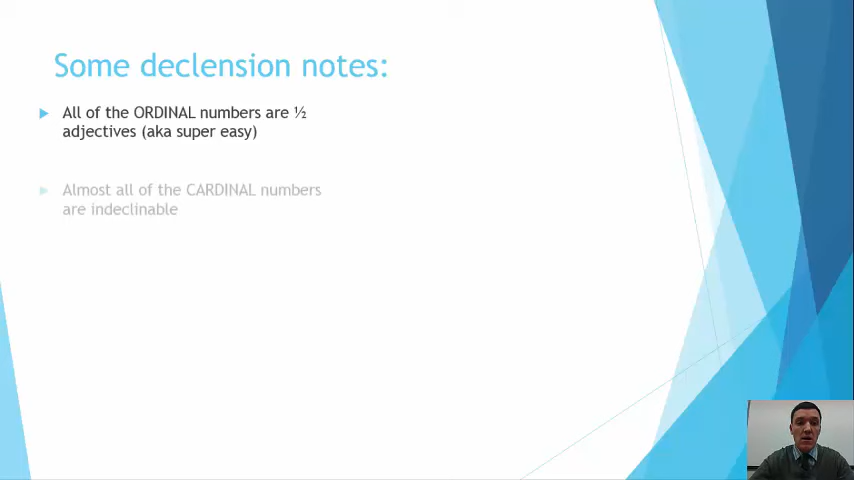 Some declension notes:
All of the ORDINAL numbers are ½
adjectives (aka super easy)
Almost all of the CARDINAL numbers
are indeclinable